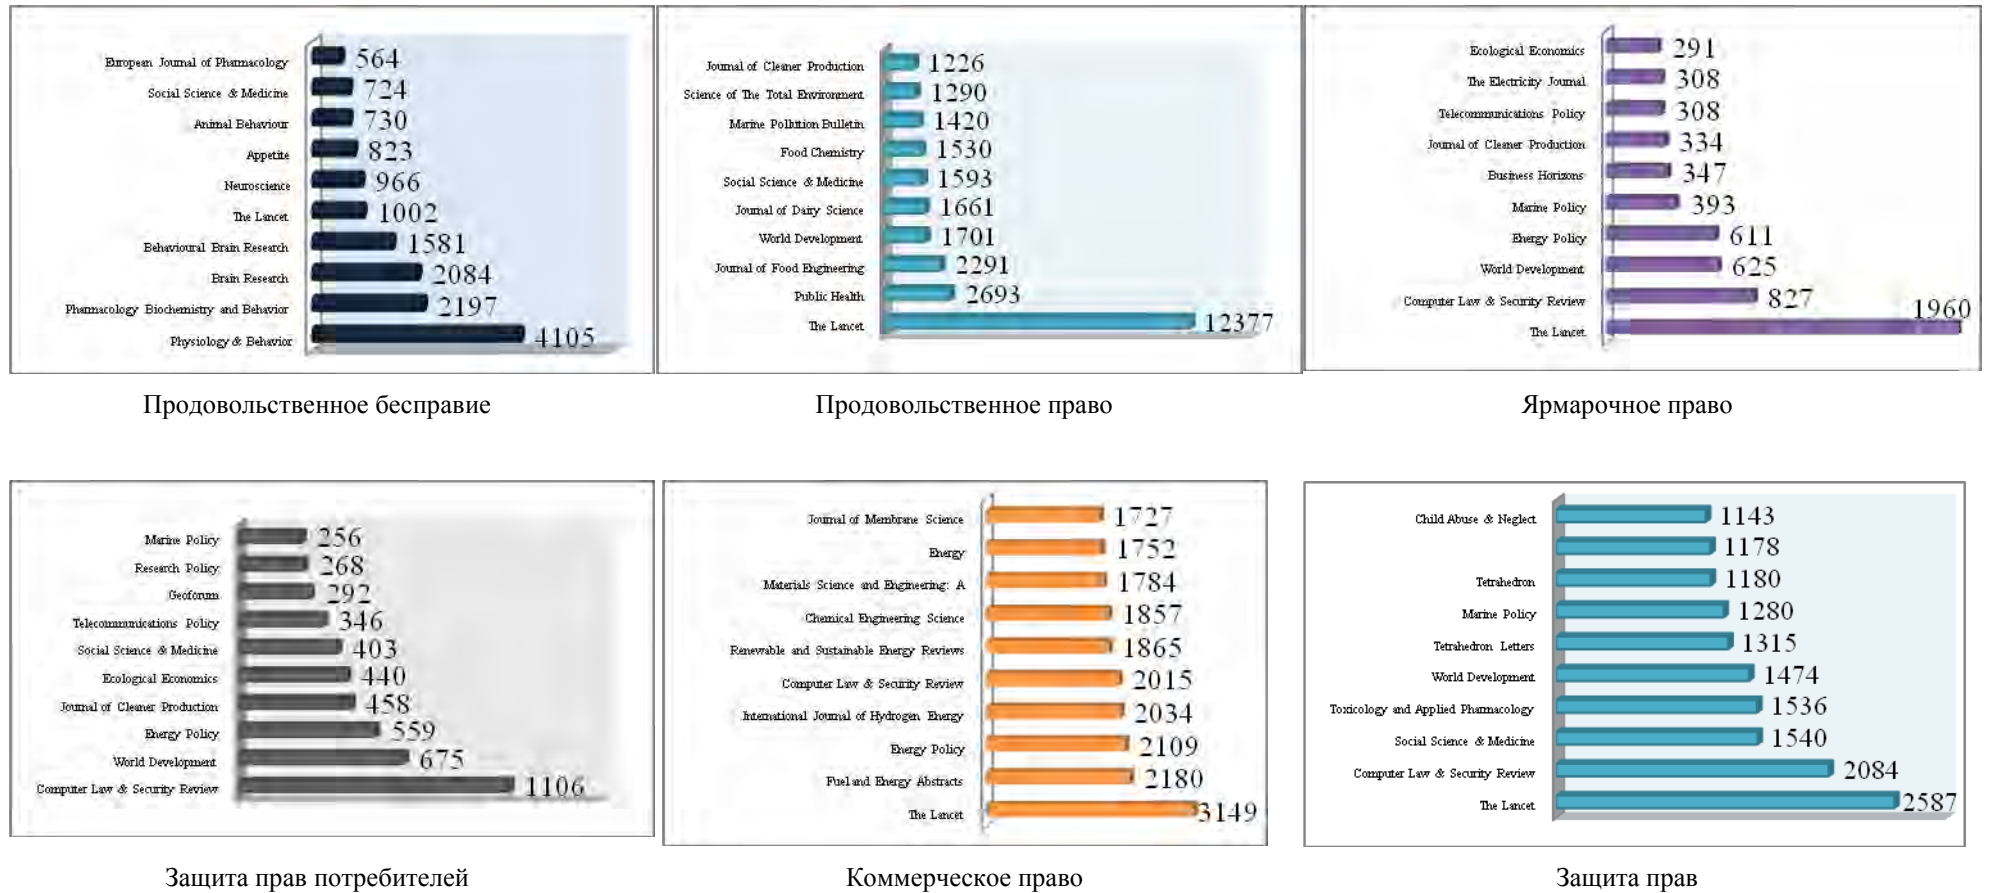 European Journal of Pharmacology 564
Social Science & Medicine 724
Animal Behaviour 730
Appetite 823
Neuroscience 966
The Lancet 1002
Behavioural Brain Research 1581
Brain Research 2084
Pharmacology Biochemistry and Behavior 2197
Physiology & Behavior 4105
Продовольственное бесправие
Journal of Cleaner Production 1226
Science of The Total Environment 1290
Marine Pollution Bulletin 1420
Food Chemistry 1530
Social Science & Medicine 1593
Journal of Dairy Science 1661
World Development 1701
Journal of Food Engineering 2291
Public Health 2693
The Lancet 12377
Продовольственное право
Ecological Economics 291
The Electricity Journal 308
Telecommunications Policy 308
Journal of Cleaner Production 334
Business Horizons 347
Marine Policy 393
Energy Policy 611
World Development 625
Computer Law & Security Review 827
The Lancet 1960
Ярмарочное право
Marine Policy 256
Research Policy 268
Geoforum 292
Telecommunications Policy 346
Social Science & Medicine 403
Ecological Economics 440
Journal of Cleaner Production 458
Energy Policy 559
World Development 675
Computer Law & Security Review 1106
Защита прав потребителей
Journal of Membrane Science 1727
Energy 1752
Materials Science and Engineering: A 1784
Chemical Engineering Science 1857
Renewable and Sustainable Energy Reviews 1865
Computer Law & Security Review 2015
International Journal of Hydrogen Energy 2034
Energy Policy 2109
Fuel and Energy Abstracts 2180
The Lancet 3149
Коммерческое право
Child Abuse & Neglect 1143
1178
Tetrahedron 1180
Marine Policy 1280
Tetrahedron Letters 1315
World Development 1474
Toxicology and Applied Pharmacology 1536
Social Science & Medicine 1540
Computer Law & Security Review 2084
The Lancet 2587
Защита прав